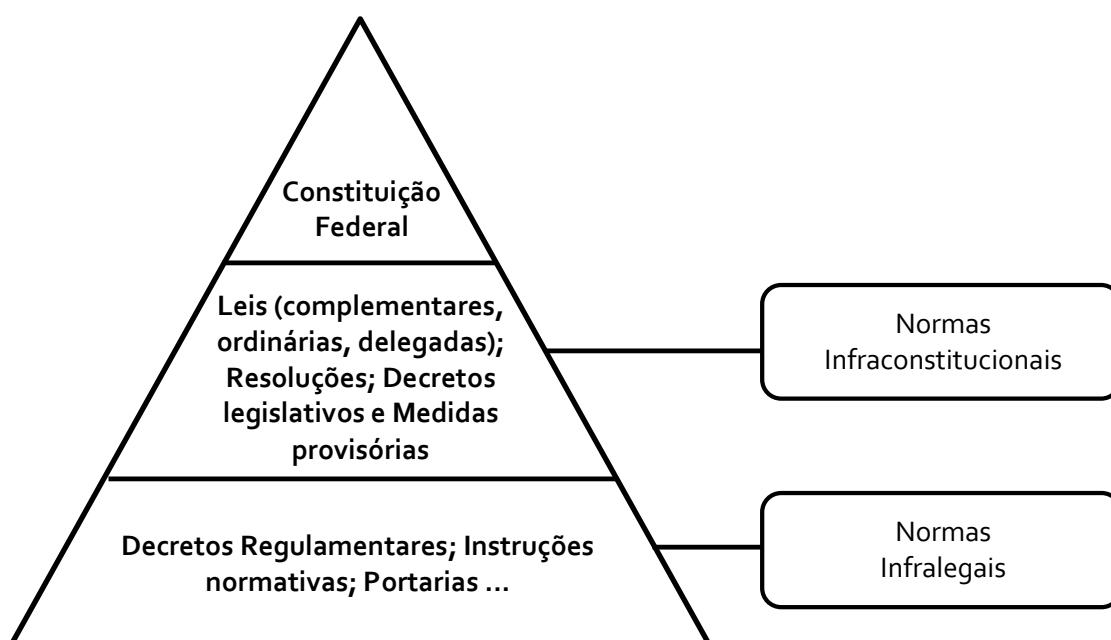 Constituição
Federal
Leis (complementares,
ordinárias, delegadas);
Resoluções; Decretos
legislativos e Medidas
provisórias
Normas
Infraconstitucionais
Decretos Regulamentares; Instruções
normativas; Portarias ...
Normas
Infralegais